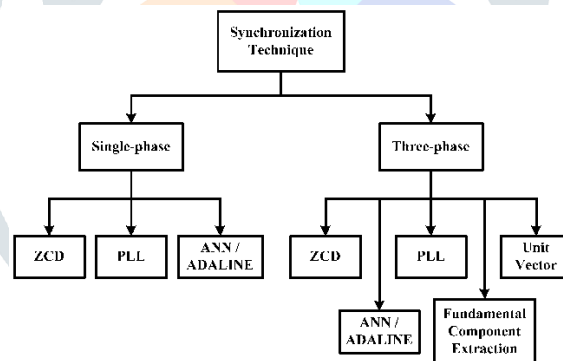 Synchronization
Technique
Single-phase
Three-phase
ZCD
PLL
ANN /
ADALINE
ZCD
PLL
Unit
Vector
ANN /
ADALINE
Fundamental
Component
Extraction